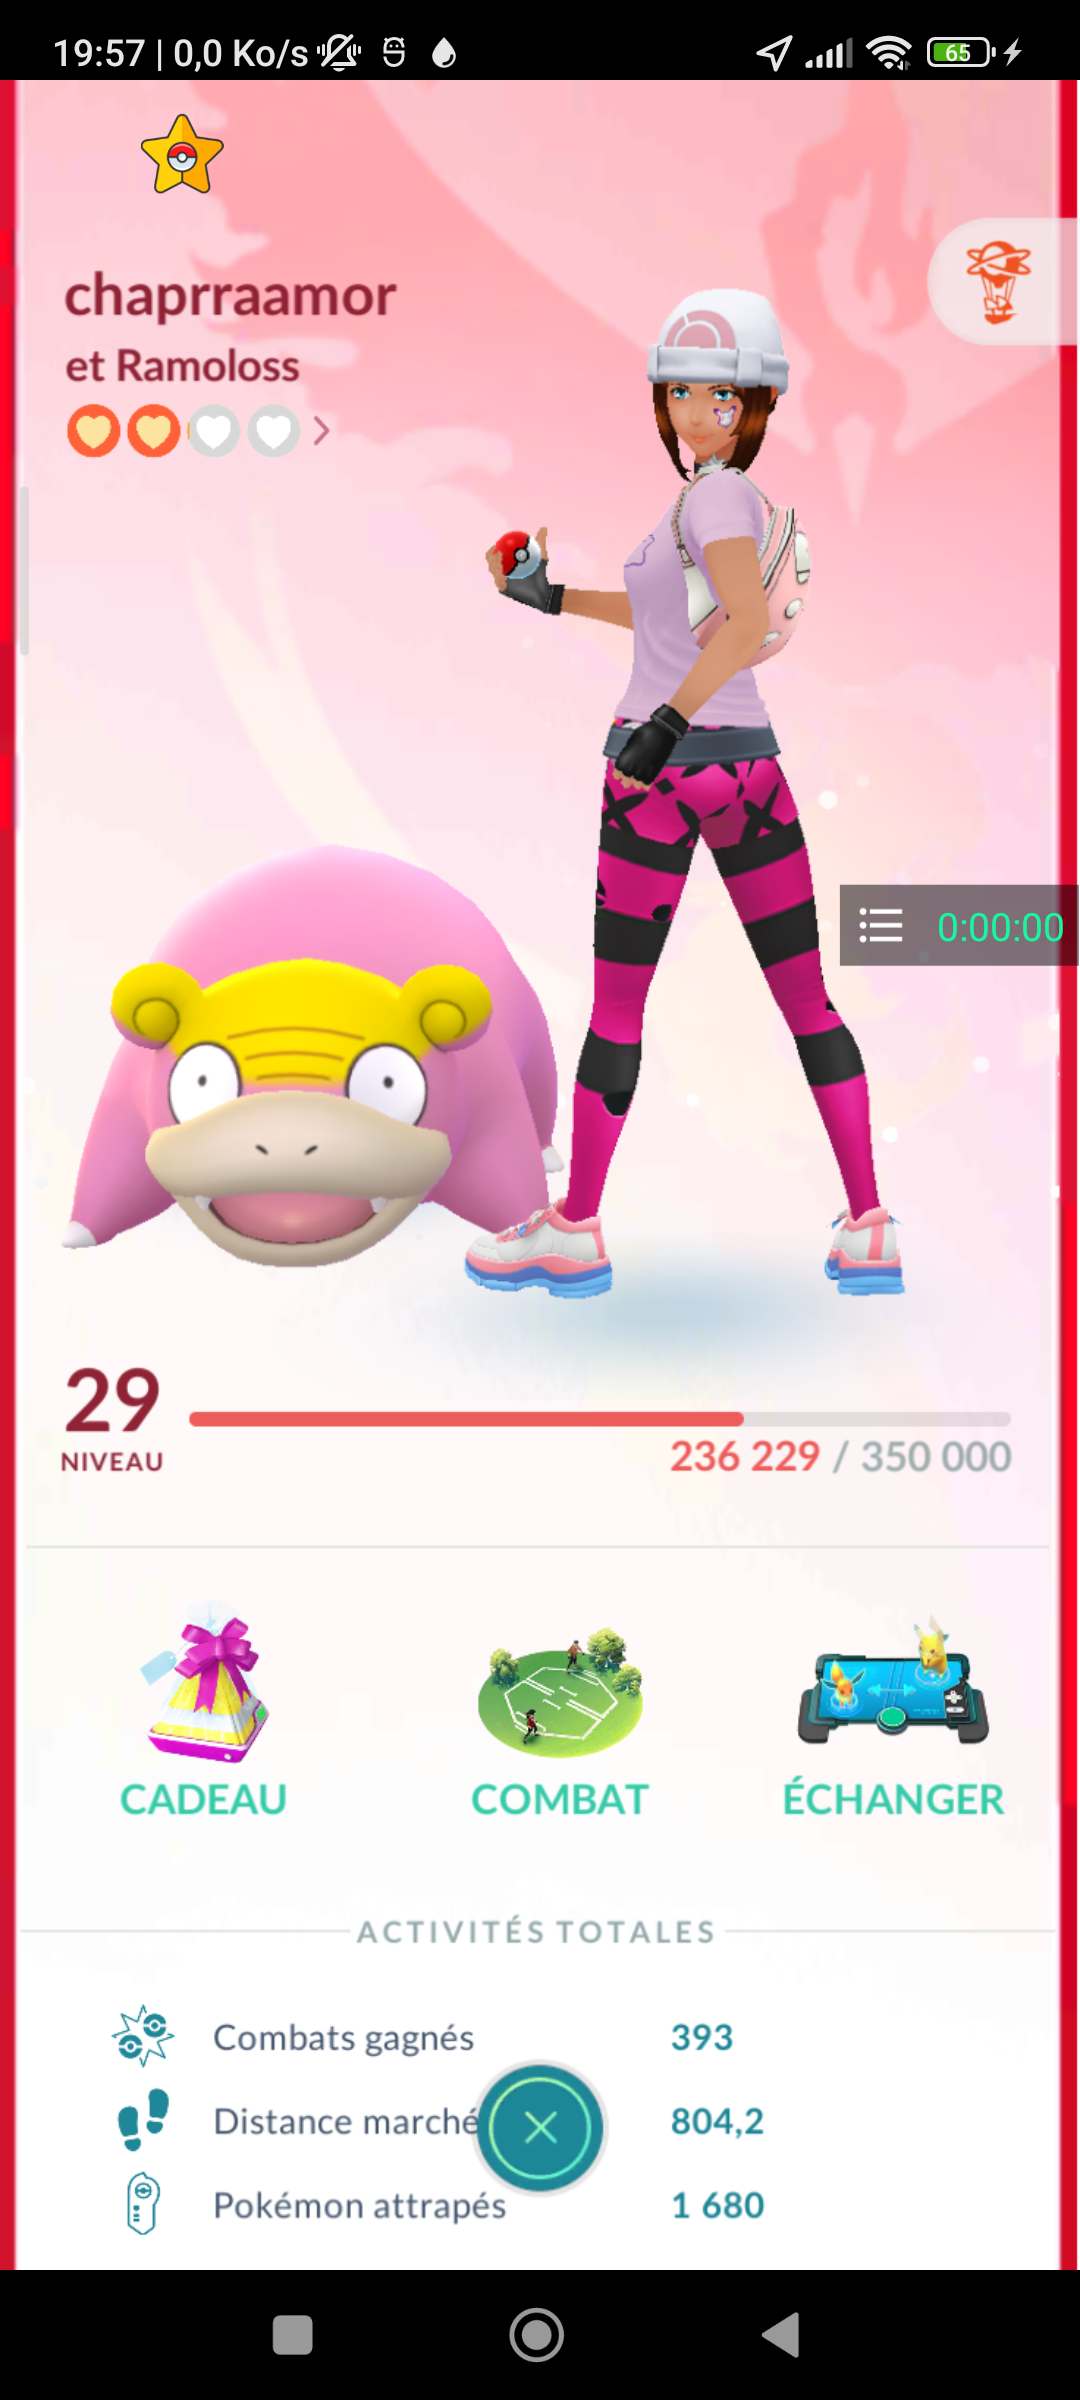 19:57 | 0,0 Ko/s
65
chaprraamor
et Ramoloss
0:00:00
29
NIVEAU
236 229 / 350 000
CADEAU
COMBAT
ÉCHANGER
ACTIVITÉS TOTALES
Combats gagnés 393
Distance marché 804,2
Pokémon attrapés 1 680